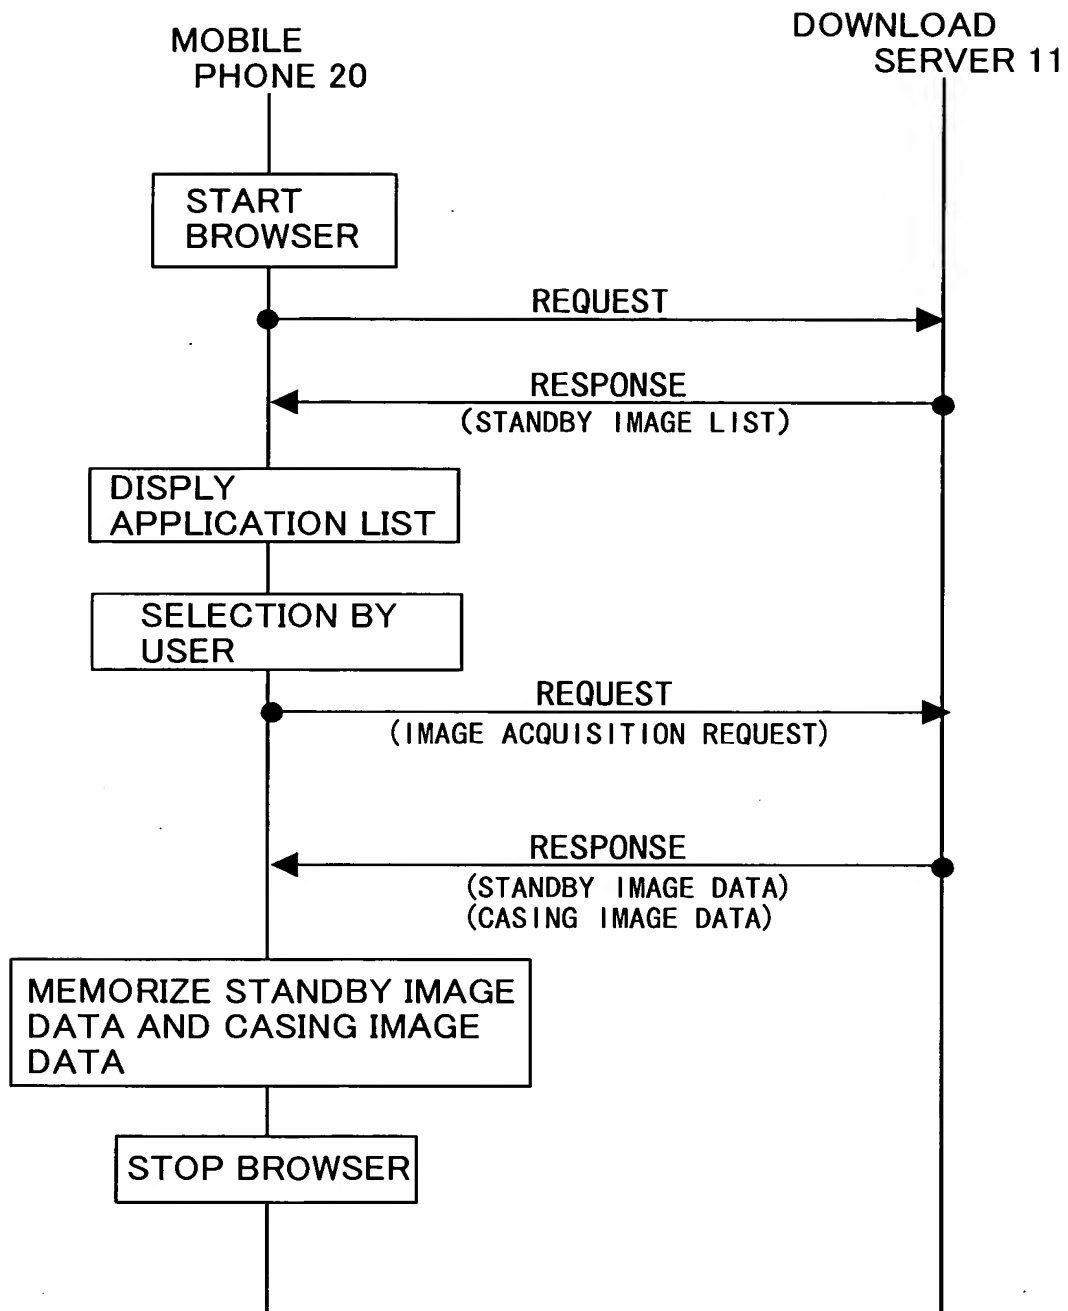 MOBILE
PHONE 20
DOWNLOAD
SERVER 11
START
BROWSER
REQUEST
RESPONSE
(STANDBY IMAGE LIST)
DISPLY
APPLICATION LIST
SELECTION BY
USER
REQUEST
(IMAGE ACQUISITION REQUEST)
RESPONSE
(STANDBY IMAGE DATA)
(CASING IMAGE DATA)
MEMORIZE STANDBY IMAGE
DATA AND CASING IMAGE
DATA
STOP BROWSER